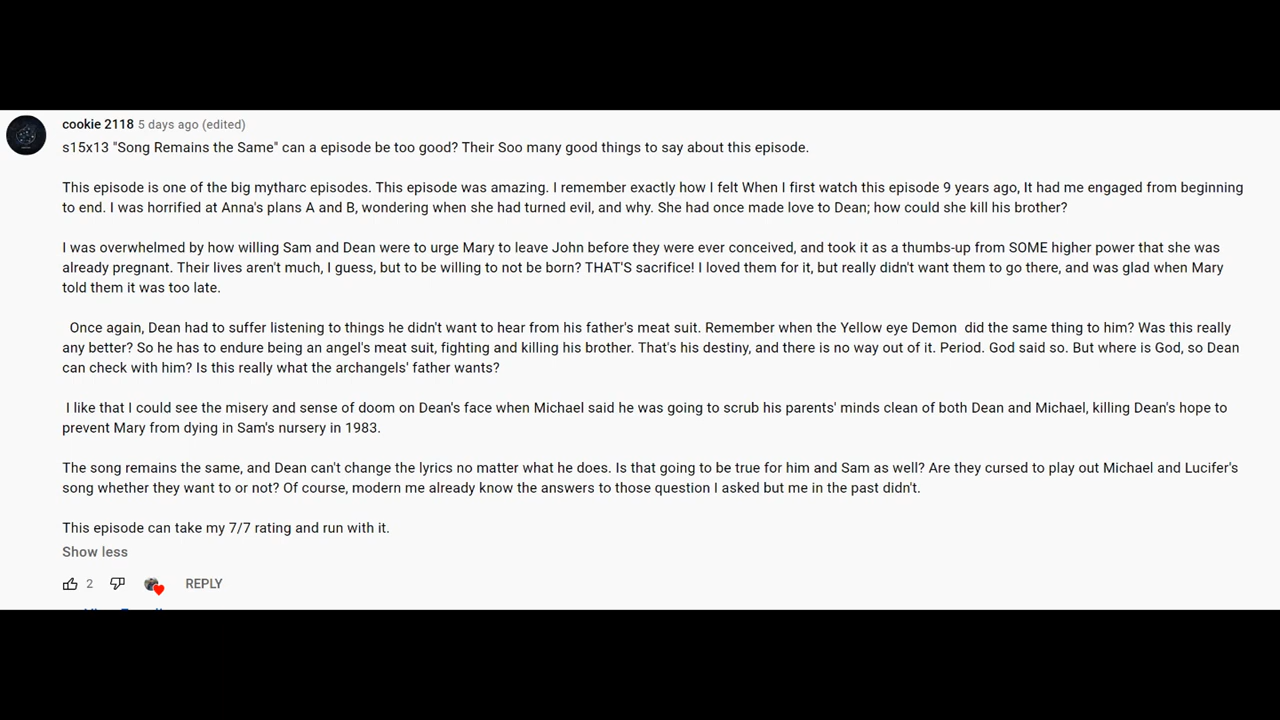 cookie 2118 5 days ago (edited)
s15x13 "Song Remains the Same" can a episode be too good? Their Soo many good things to say about this episode.
This episode is one of the big mytharc episodes. This episode was amazing. I remember exactly how I felt When I first watch this episode 9 years ago, It had me engaged from beginning
to end. I was horrified at Anna's plans A and B, wondering when she had turned evil, and why. She had once made love to Dean; how could she kill his brother?
I was overwhelmed by how willing Sam and Dean were to urge Mary to leave John before they were ever conceived, and took it as a thumbs-up from SOME higher power that she was
already pregnant. Their lives aren't much, I guess, but to be willing to not be born? THAT'S sacrifice! I loved them for it, but really didn't want them to go there, and was glad when Mary
told them it was too late.
Once again, Dean had to suffer listening to things he didn't want to hear from his father's meat suit. Remember when the Yellow eye Demon  did the same thing to him? Was this really
any better? So he has to endure being an angel's meat suit, fighting and killing his brother. That's his destiny, and there is no way out of it. Period. God said so. But where is God, so Dean
can check with him? Is this really what the archangels' father wants?
I like that I could see the misery and sense of doom on Dean's face when Michael said he was going to scrub his parents' minds clean of both Dean and Michael, killing Dean's hope to
prevent Mary from dying in Sam's nursery in 1983.
The song remains the same, and Dean can't change the lyrics no matter what he does. Is that going to be true for him and Sam as well? Are they cursed to play out Michael and Lucifer's
song whether they want to or not? Of course, modern me already know the answers to those question I asked but me in the past didn't.
This episode can take my 7/7 rating and run with it.
Show less
2 REPLY